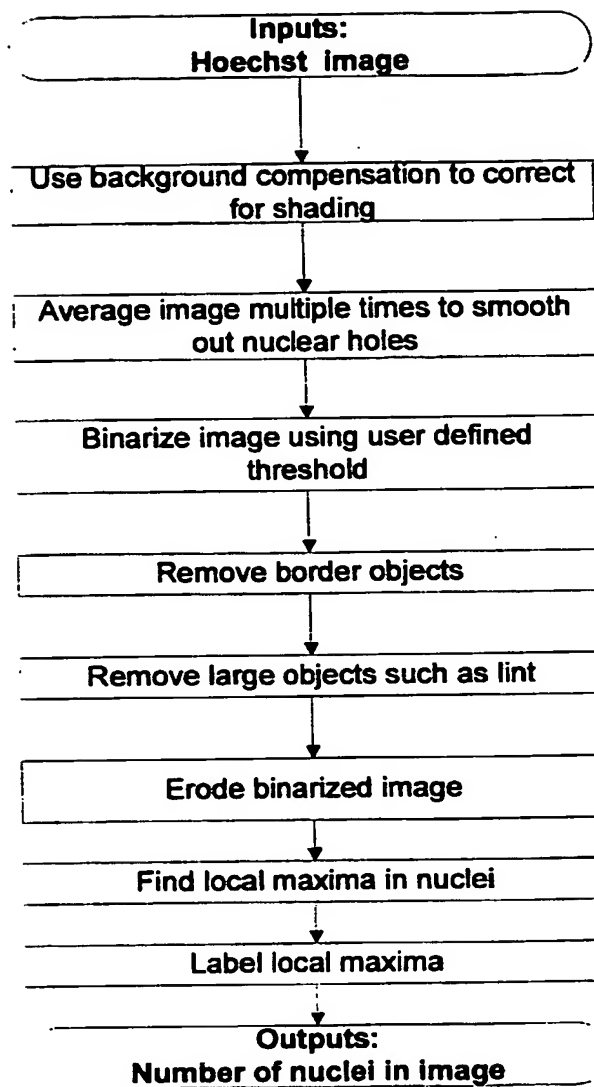 Inputs:
Hoechst image
Use background compensation to correct
for shading
Average image multiple times to smooth
out nuclear holes
Binarize image using user defined
threshold
Remove border objects
Remove large objects such as lint
Erode binarized image
Find local maxima in nuclei
Label local maxima
Outputs:
Number of nuclei in image